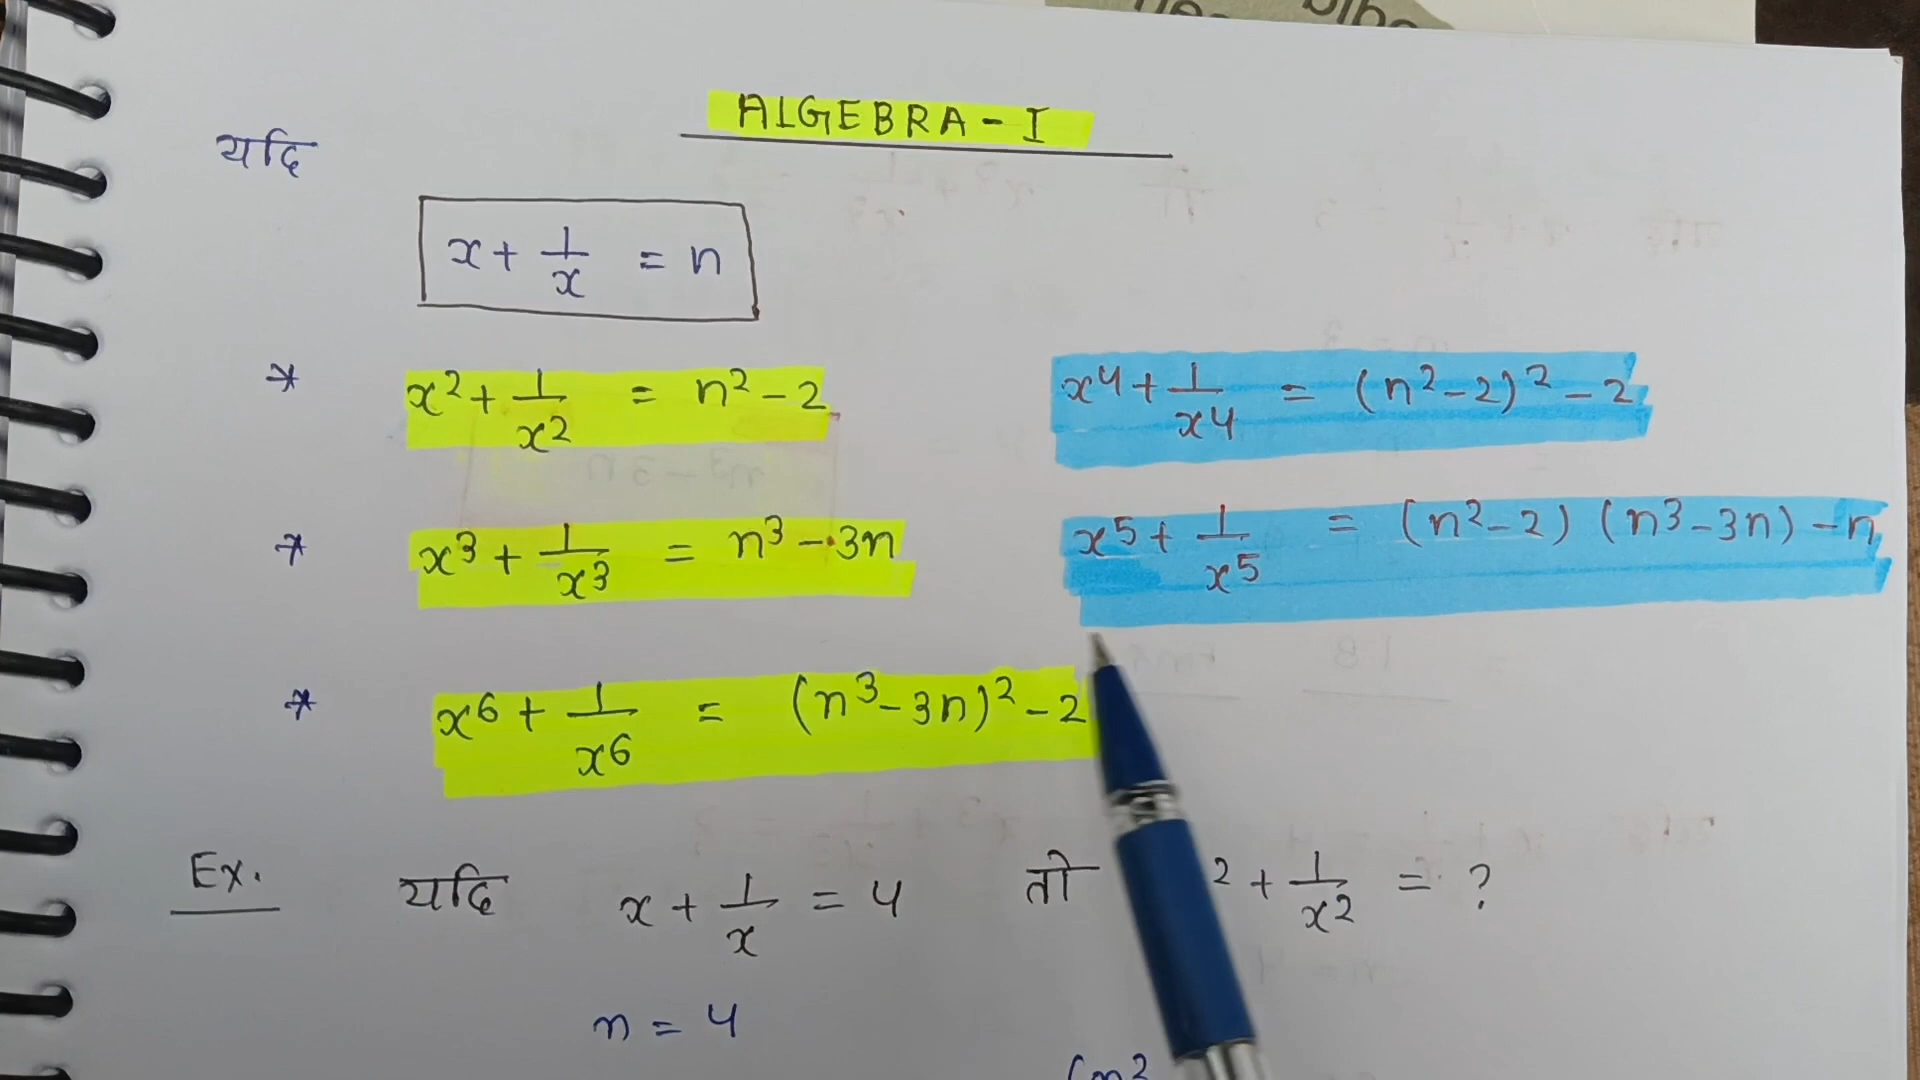 ALGEBRA - I
यदि
x + 1/x = n
* x² + 1/x² = n² - 2
x⁴ + 1/x⁴ = (n² - 2)² - 2
* x³ + 1/x³ = n³ - 3n
x⁵ + 1/x⁵ = (n² - 2) (n³ - 3n) - n
* x⁶ + 1/x⁶ = (n³ - 3n)² - 2
Ex. यदि x + 1/x = 4 तो ² + 1/x² = ?
n = 4